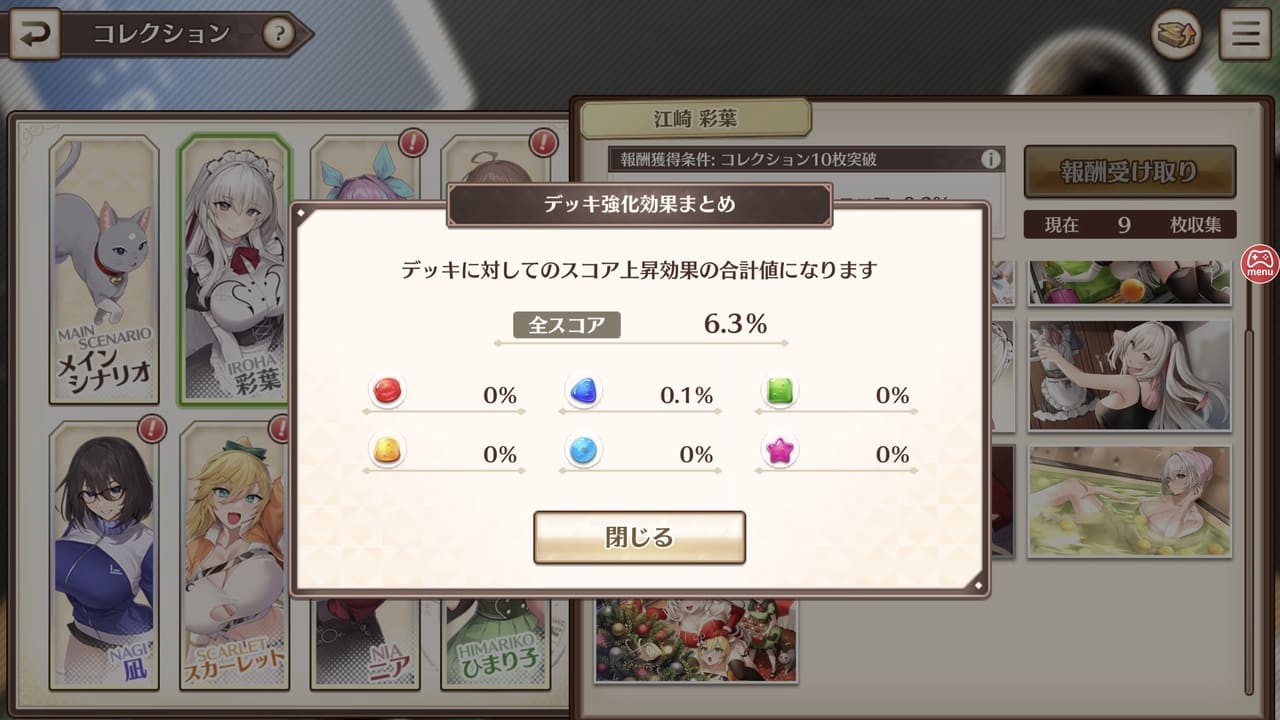 コレクション
?
江崎 彩葉
報酬獲得条件: コレクション10枚突破
報酬受け取り
現在 9 枚収集
menu
デッキ強化効果まとめ
デッキに対してのスコア上昇効果の合計値になります
全スコア 6.3%
0% 0.1% 0%
0% 0% 0%
閉じる
MAIN SCENARIO
メインシナリオ
IROHA
彩葉
NAGI
凪
SCARLET
スカーレット
NIA
ニア
HIMARIKO
ひまり子